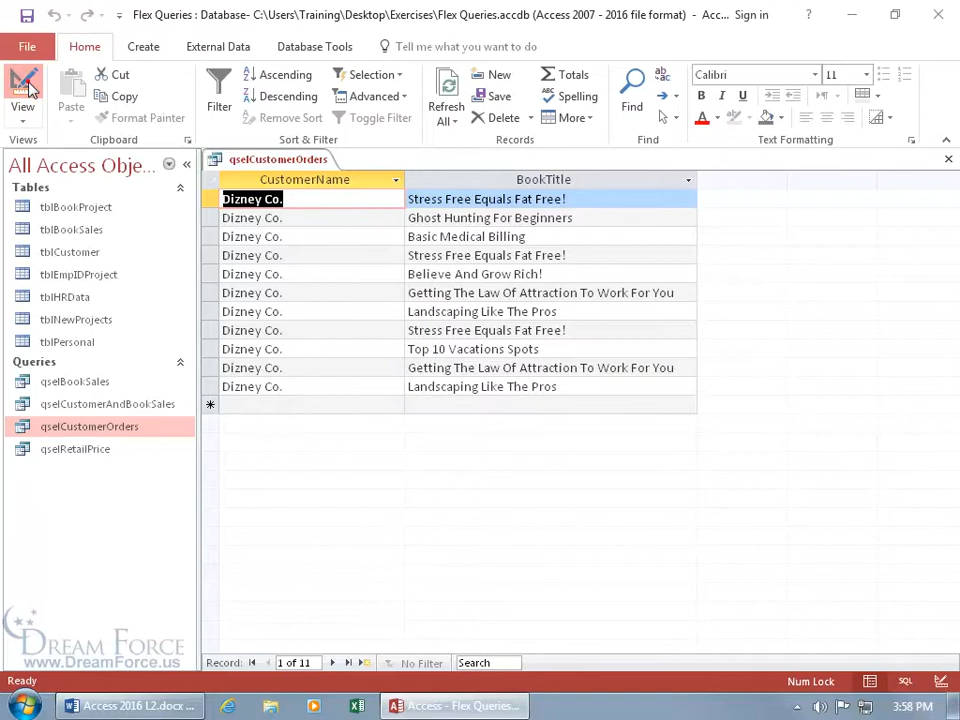 Flex Queries : Database- C:\Users\Training\Desktop\Exercises\Flex Queries.accdb (Access 2007 - 2016 file format) - Acc... Sign in ?
File Home Create External Data Database Tools Tell me what you want to do
View
Views
Paste
Cut
Copy
Format Painter
Clipboard
Filter
Ascending
Descending
Remove Sort
Selection
Advanced
Toggle Filter
Sort & Filter
Refresh
All
New
Save
Delete
Totals
Spelling
More
Records
Find
Find
Calibri 11
B I U
A
Text Formatting
All Access Obje...
Tables
tblBookProject
tblBookSales
tblCustomer
tblEmpIDProject
tblHRData
tblNewProjects
tblPersonal
Queries
qselBookSales
qselCustomerAndBookSales
qselCustomerOrders
qselRetailPrice
qselCustomerOrders
CustomerName BookTitle
Dizney Co. Stress Free Equals Fat Free!
Dizney Co. Ghost Hunting For Beginners
Dizney Co. Basic Medical Billing
Dizney Co. Stress Free Equals Fat Free!
Dizney Co. Believe And Grow Rich!
Dizney Co. Getting The Law Of Attraction To Work For You
Dizney Co. Landscaping Like The Pros
Dizney Co. Stress Free Equals Fat Free!
Dizney Co. Top 10 Vacations Spots
Dizney Co. Getting The Law Of Attraction To Work For You
Dizney Co. Landscaping Like The Pros
DREAM FORCE
www.DreamForce.us
Record: 1 of 11 No Filter Search
Ready Num Lock SQL
Access 2016 L2.docx ... Access - Flex Queries... 3:58 PM